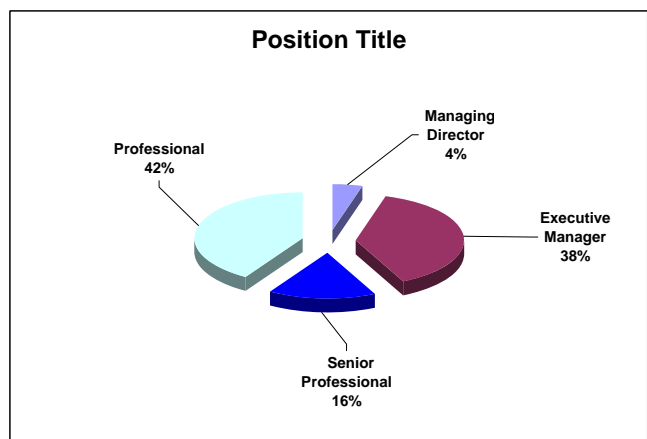 Position Title
Managing
Director
4%
Professional
42%
Executive
Manager
38%
Senior
Professional
16%